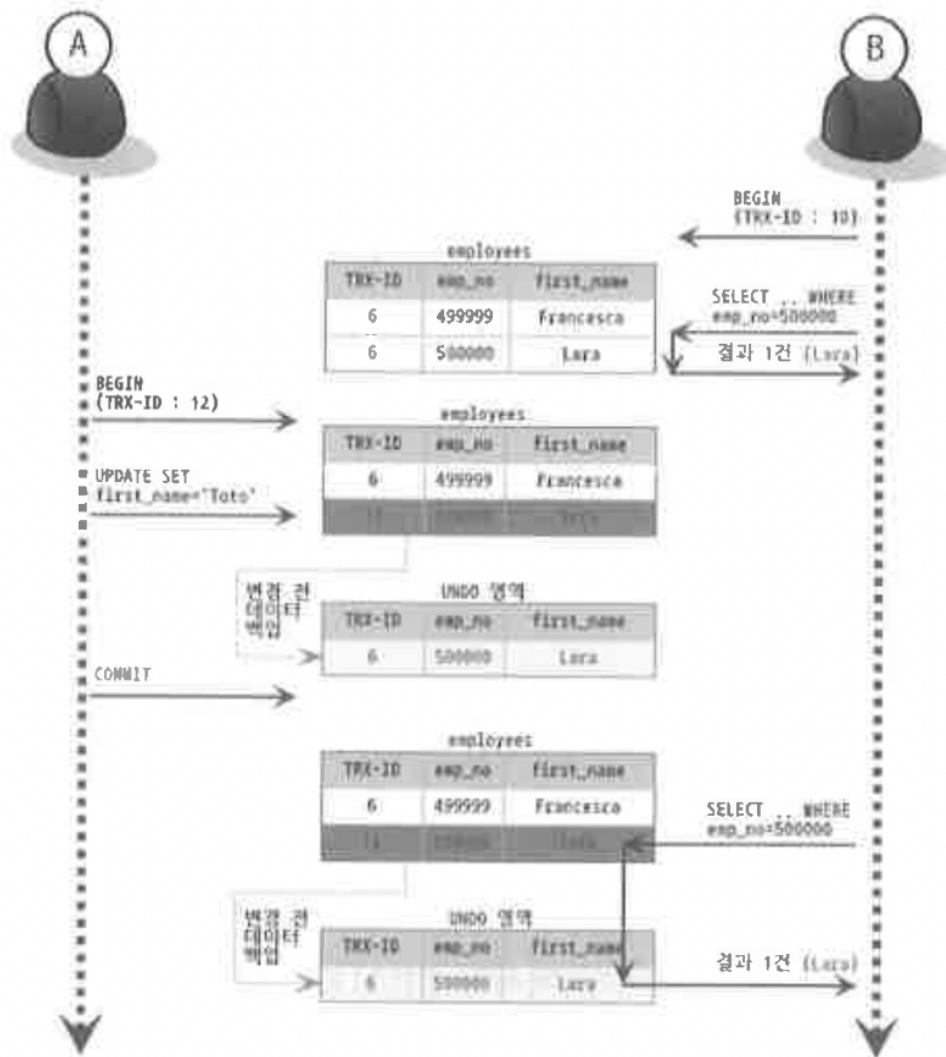 A
B
BEGIN
(TRX-ID : 10)
employees
TRX-ID emp_no first_name
6 499999 Francesca
6 500000 Lara
SELECT .. WHERE
emp_no=500000
결과 1건 (Lara)
BEGIN
(TRX-ID : 12)
employees
TRX-ID emp_no first_name
6 499999 Francesca
UPDATE SET
first_name='Toto'
변경 전
데이터
백업
UNDO 영역
TRX-ID emp_no first_name
6 500000 Lara
COMMIT
employees
TRX-ID emp_no first_name
6 499999 Francesca
SELECT .. WHERE
emp_no=500000
변경 전
데이터
백업
UNDO 영역
TRX-ID emp_no first_name
6 500000 Lara
결과 1건 (Lara)